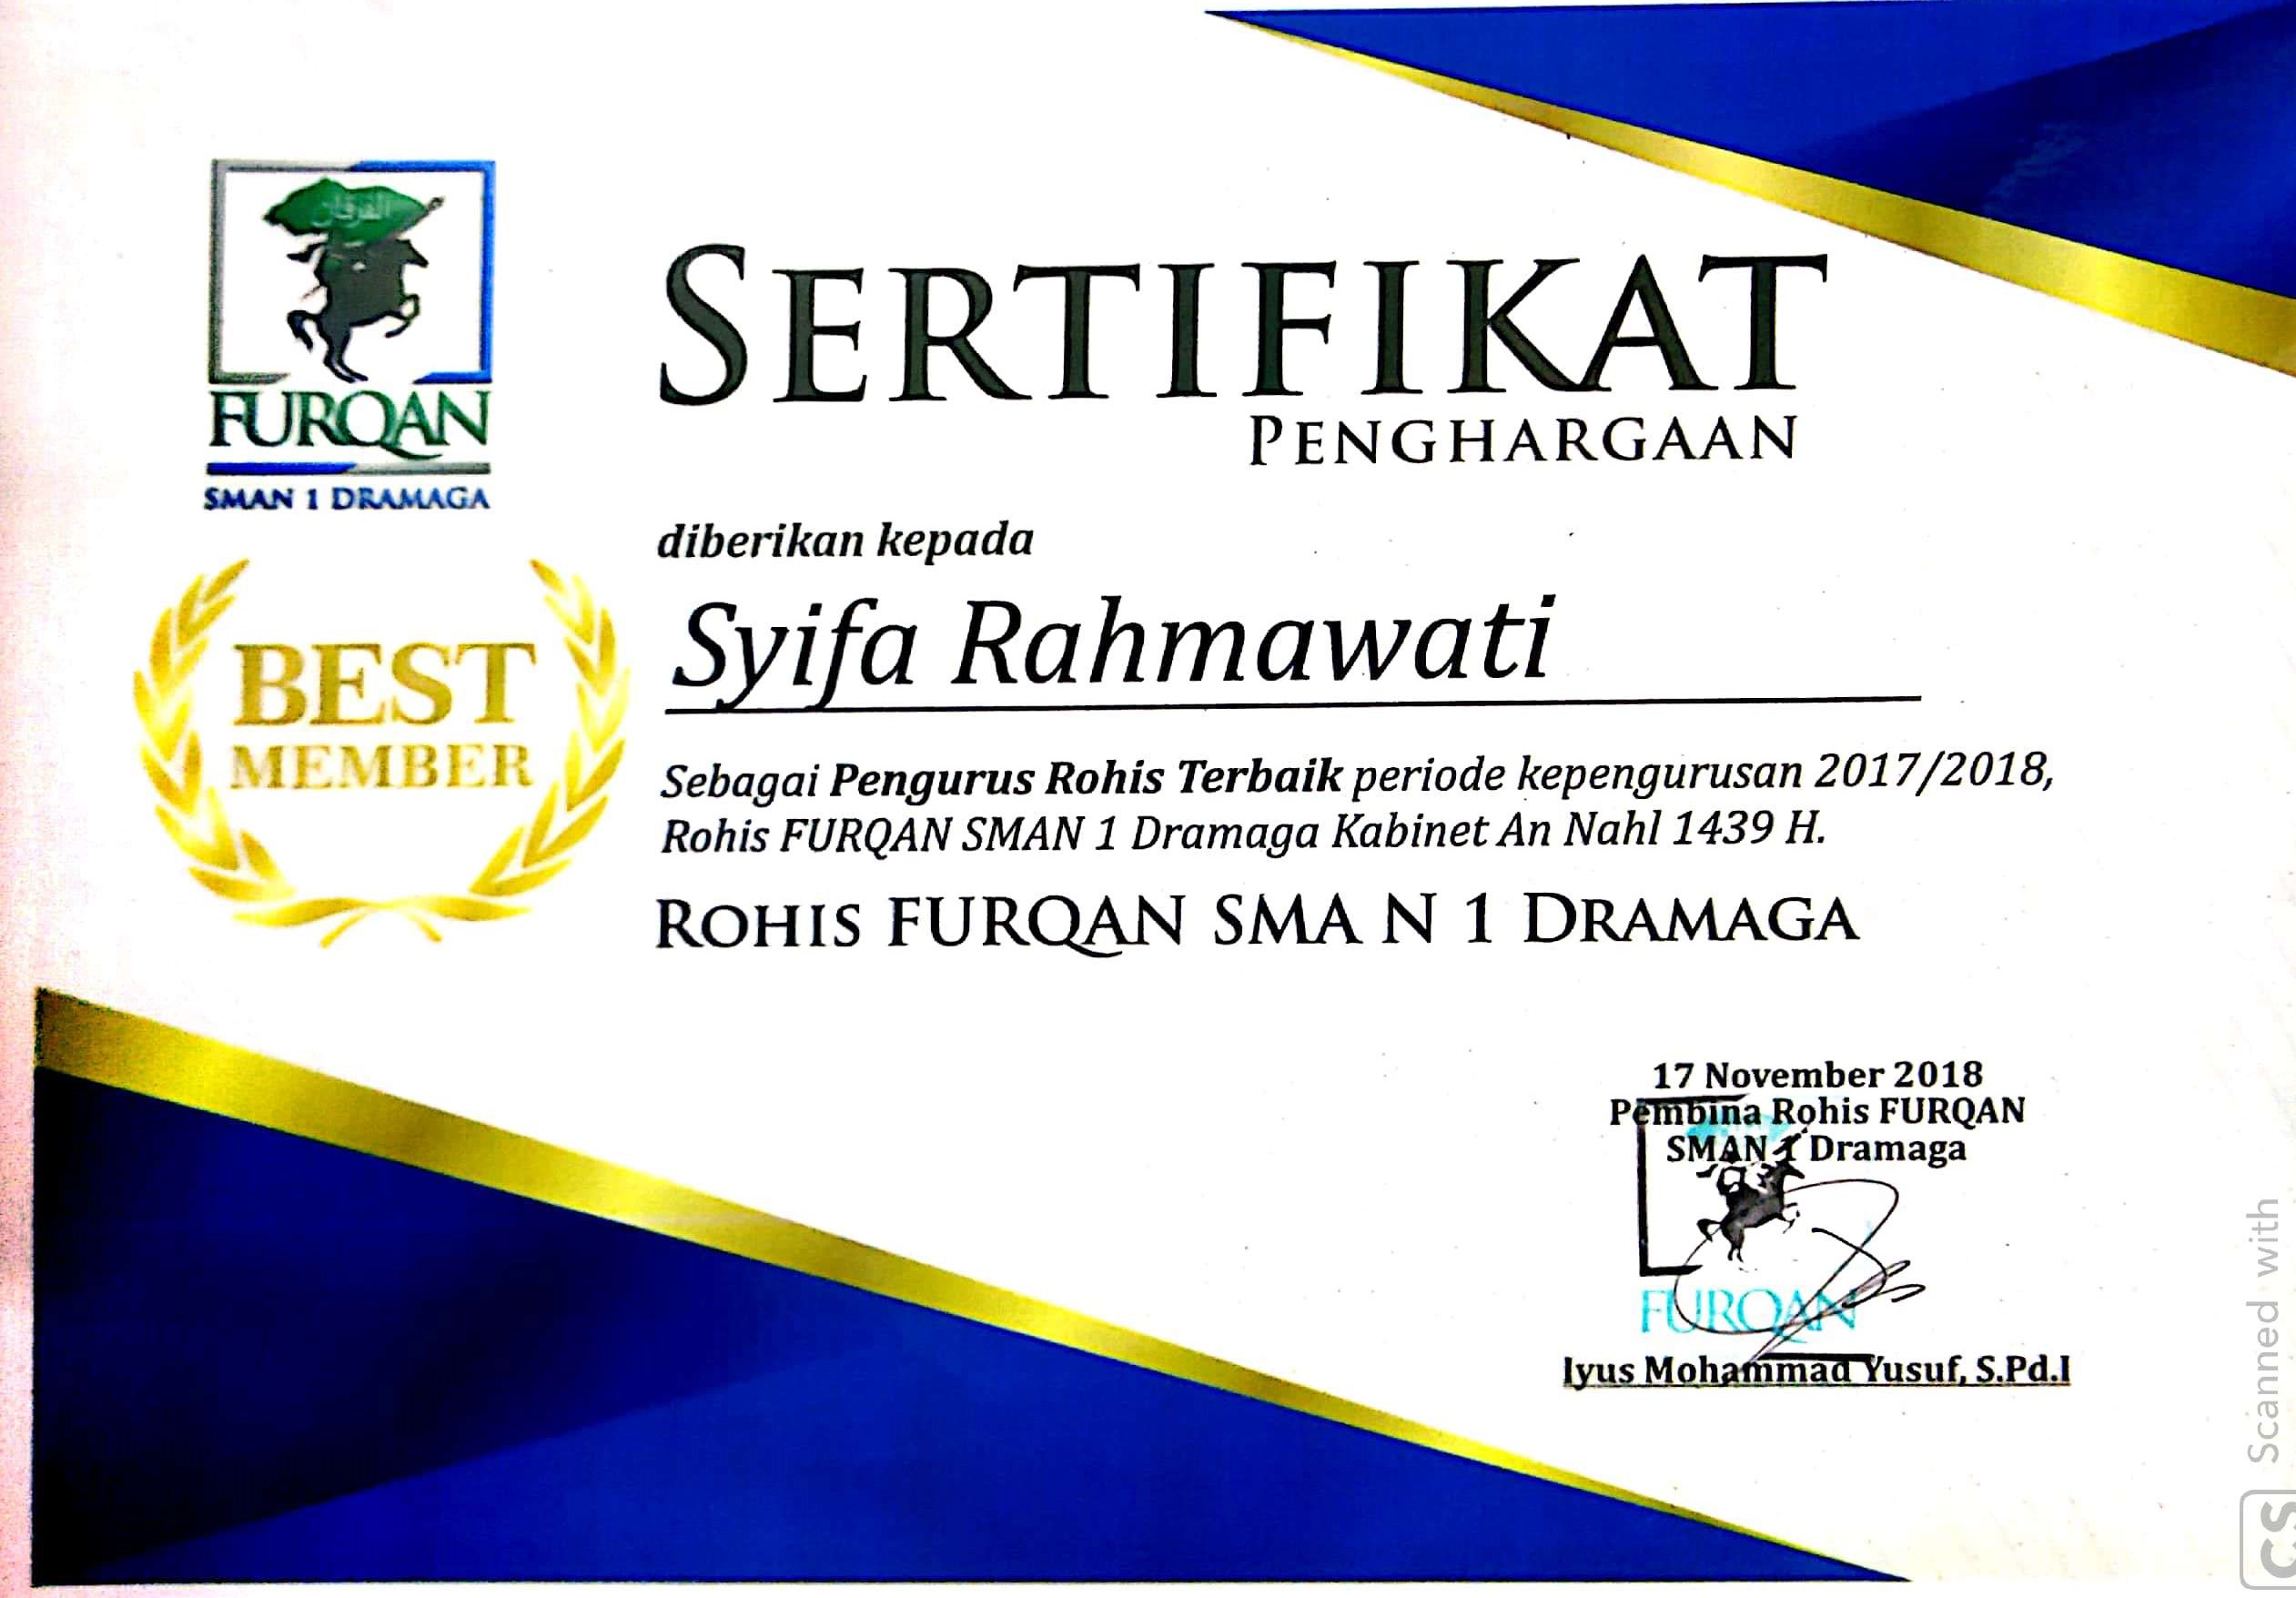 الفرقان
FURQAN
SMAN 1 DRAMAGA
SERTIFIKAT
PENGHARGAAN
diberikan kepada
Syifa Rahmawati
BEST
MEMBER
Sebagai Pengurus Rohis Terbaik periode kepengurusan 2017/2018,
Rohis FURQAN SMAN 1 Dramaga Kabinet An Nahl 1439 H.
ROHIS FURQAN SMA N 1 DRAMAGA
17 November 2018
Pembina Rohis FURQAN
SMAN 1 Dramaga
FURQAN
Iyus Mohammad Yusuf, S.Pd.I
CS Scanned with